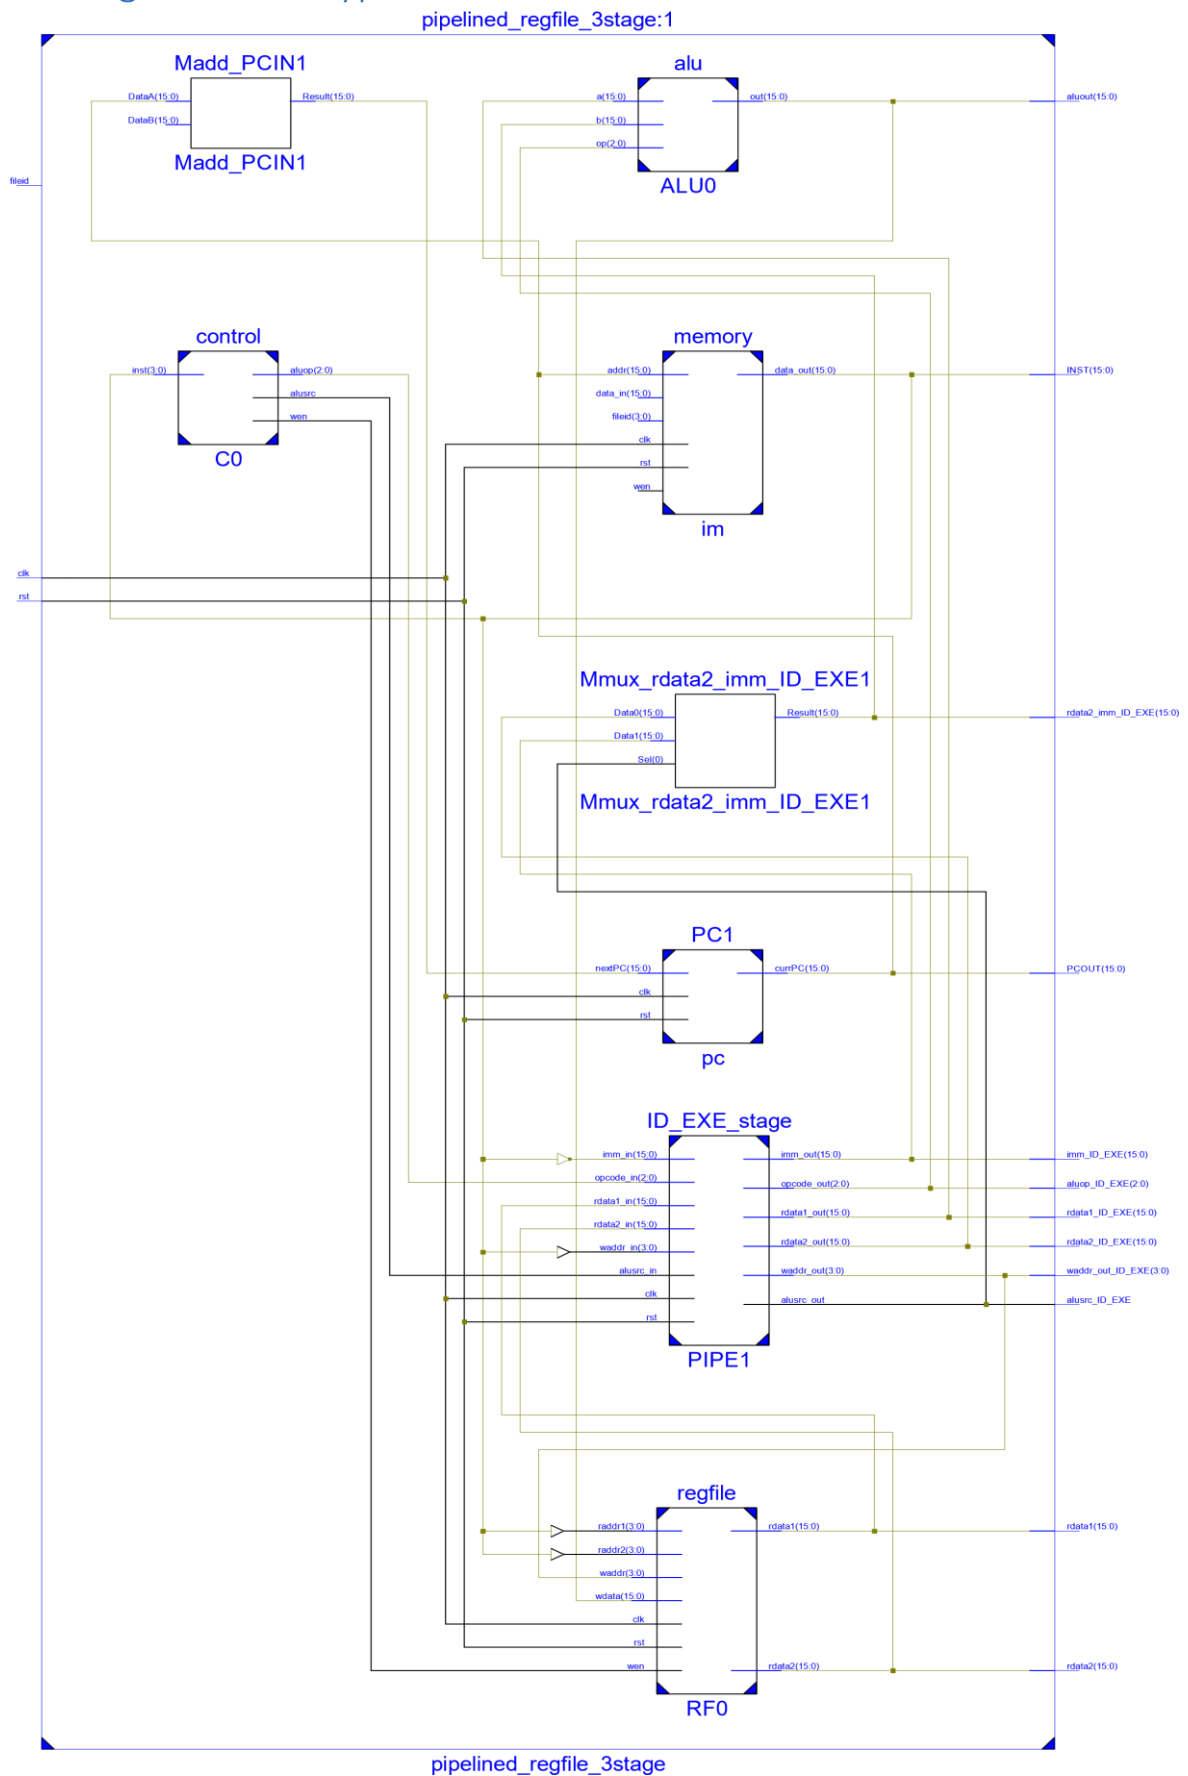 pipelined_regfile_3stage:1
Madd_PCIN1
DataA(15:0)
DataB(15:0)
Result(15:0)
Madd_PCIN1
alu
a(15:0)
b(15:0)
op(2:0)
out(15:0)
ALU0
aluout(15:0)
fileid
control
inst(3:0)
aluop(2:0)
alusrc
wen
C0
memory
addr(15:0)
data_in(15:0)
fileid(3:0)
clk
rst
wen
data_out(15:0)
im
INST(15:0)
clk
rst
Mmux_rdata2_imm_ID_EXE1
Data0(15:0)
Data1(15:0)
Sel(0)
Result(15:0)
Mmux_rdata2_imm_ID_EXE1
rdata2_imm_ID_EXE(15:0)
PC1
nextPC(15:0)
clk
rst
currPC(15:0)
pc
PCOUT(15:0)
ID_EXE_stage
imm_in(15:0)
opcode_in(2:0)
rdata1_in(15:0)
rdata2_in(15:0)
waddr_in(3:0)
alusrc_in
clk
rst
imm_out(15:0)
opcode_out(2:0)
rdata1_out(15:0)
rdata2_out(15:0)
waddr_out(3:0)
alusrc_out
PIPE1
imm_ID_EXE(15:0)
aluop_ID_EXE(2:0)
rdata1_ID_EXE(15:0)
rdata2_ID_EXE(15:0)
waddr_out_ID_EXE(3:0)
alusrc_ID_EXE
regfile
raddr1(3:0)
raddr2(3:0)
waddr(3:0)
wdata(15:0)
clk
rst
wen
rdata1(15:0)
rdata2(15:0)
RF0
rdata1(15:0)
rdata2(15:0)
pipelined_regfile_3stage